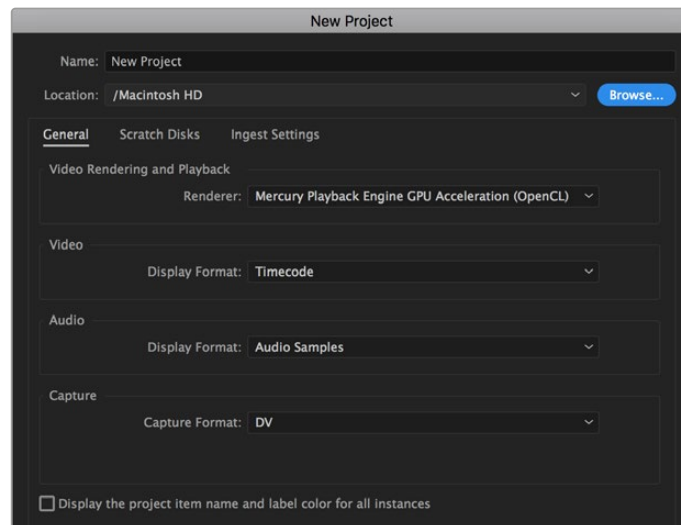 New Project
Name: New Project
Location: /Macintosh HD Browse...
General Scratch Disks Ingest Settings
Video Rendering and Playback
Renderer: Mercury Playback Engine GPU Acceleration (OpenCL)
Video
Display Format: Timecode
Audio
Display Format: Audio Samples
Capture
Capture Format: DV
Display the project item name and label color for all instances